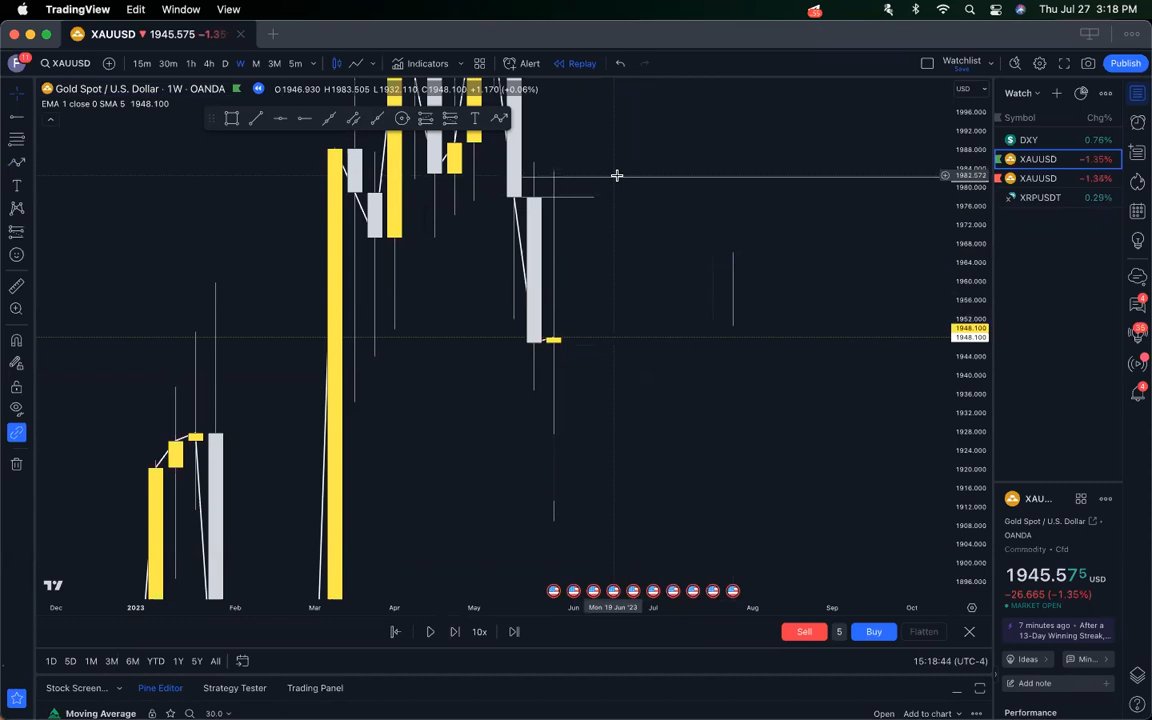 TradingView Edit Window View
55
Thu Jul 27 3:18 PM
XAUUSD 1945.575 −1.35
11 XAUUSD 15m 30m 1h 4h D W M 3M 5m Indicators Alert Replay Watchlist Save Publish
Gold Spot / U.S. Dollar · 1W · OANDA O1946.930 H1983.505 L1932.110 C1948.100 +1.170 (+0.06%)
EMA 1 close 0 SMA 5 1948.100
USD
Watch
Symbol Chg%
DXY 0.76%
XAUUSD −1.35%
XAUUSD −1.36%
XRPUSDT 0.29%
1996.000
1992.000
1988.000
1984.000
1982.572
1980.000
1976.000
1972.000
1968.000
1964.000
1960.000
1956.000
1952.000
1948.100
1948.100
1944.000
1940.000
1936.000
1932.000
1928.000
1924.000
1920.000
1916.000
1912.000
1908.000
1904.000
1900.000
1896.000
4
35
4
XAU...
Gold Spot / U.S. Dollar
OANDA
Commodity • Cfd
1945.575 USD
−26.665 (−1.35%)
MARKET OPEN
7 minutes ago • After a
13-Day Winning Streak,
Ideas Min...
Add note
Performance
Dec 2023 Feb Mar Apr May Jun Mon 19 Jun '23 Jul Aug Sep Oct
10x Sell 5 Buy Flatten
1D 5D 1M 3M 6M YTD 1Y 5Y All 15:18:44 (UTC-4)
Stock Screen... Pine Editor Strategy Tester Trading Panel
Moving Average 30.0 Open Add to chart